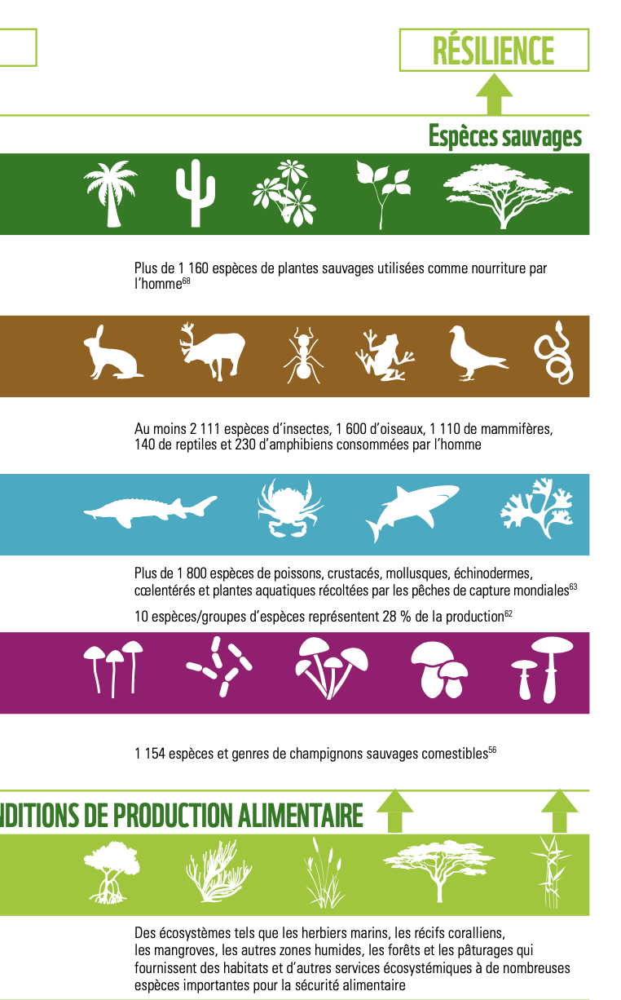 RÉSILIENCE
Espèces sauvages
Plus de 1 160 espèces de plantes sauvages utilisées comme nourriture par
l’homme68
Au moins 2 111 espèces d’insectes, 1 600 d’oiseaux, 1 110 de mammifères,
140 de reptiles et 230 d’amphibiens consommées par l’homme
Plus de 1 800 espèces de poissons, crustacés, mollusques, échinodermes,
cœlentérés et plantes aquatiques récoltées par les pêches de capture mondiales63
10 espèces/groupes d’espèces représentent 28 % de la production62
1 154 espèces et genres de champignons sauvages comestibles56
NDITIONS DE PRODUCTION ALIMENTAIRE
Des écosystèmes tels que les herbiers marins, les récifs coralliens,
les mangroves, les autres zones humides, les forêts et les pâturages qui
fournissent des habitats et d’autres services écosystémiques à de nombreuses
espèces importantes pour la sécurité alimentaire